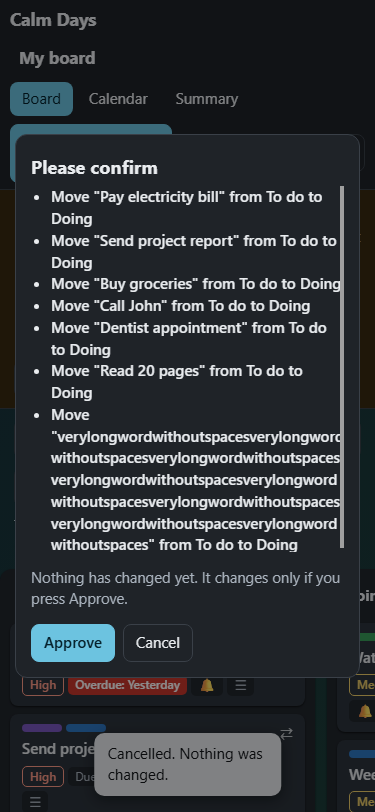 Calm Days
My board
Board Calendar Summary
Please confirm
• Move "Pay electricity bill" from To do to
Doing
• Move "Send project report" from To do to
Doing
• Move "Buy groceries" from To do to Doing
• Move "Call John" from To do to Doing
• Move "Dentist appointment" from To do
to Doing
• Move "Read 20 pages" from To do to
Doing
• Move
"verylongwordwithoutspacesverylongword
withoutspacesverylongwordwithoutspaces
verylongwordwithoutspacesverylongword
withoutspacesverylongwordwithoutspaces
verylongwordwithoutspacesverylongword
withoutspaces" from To do to Doing
Nothing has changed yet. It changes only if you
press Approve.
Approve Cancel
High Overdue: Yesterday
Send proje
High Due
Cancelled. Nothing was
changed.
Wee